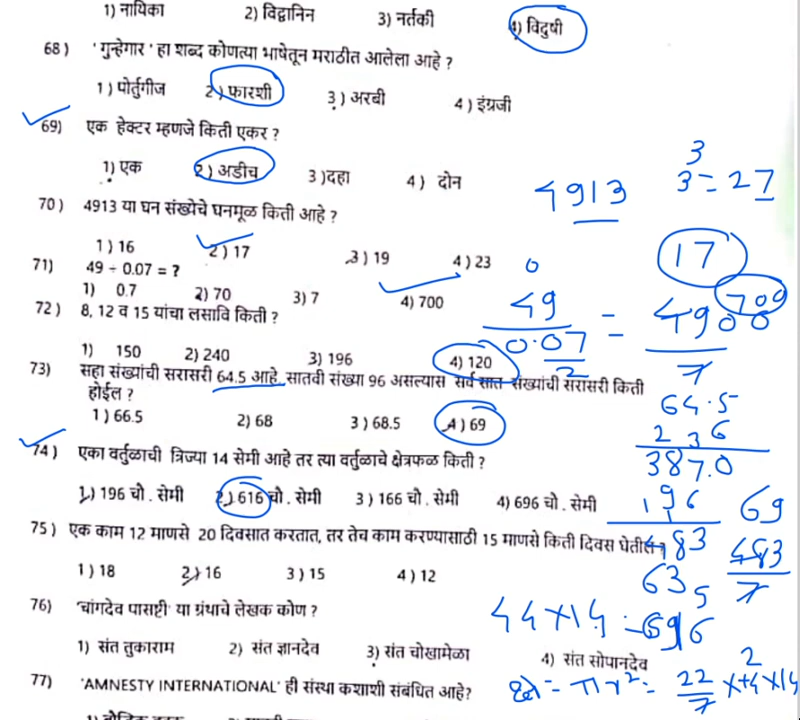 1) नायिका 2) विद्वानिन 3) नर्तकी 4) विदुषी
68) 'गुन्हेगार' हा शब्द कोणत्या भाषेतून मराठीत आलेला आहे ?
1) पोर्तुगीज 2) फारशी 3) अरबी 4) इंग्रजी
69) एक हेक्टर म्हणजे किती एकर ?
1) एक 2) अडीच 3) दहा 4) दोन
4913
3
3 = 27
70) 4913 या घन संख्येचे घनमूळ किती आहे ?
1) 16 2) 17 3) 19 4) 23
17
71) 49 ÷ 0.07 = ?
1) 0.7 2) 70 3) 7 4) 700
49 = 4900 700
0.07 7
72) 8, 12 व 15 यांचा लसावि किती ?
1) 150 2) 240 3) 196 4) 120
73) सहा संख्यांची सरासरी 64.5 आहे. सातवी संख्या 96 असल्यास सर्व सात संख्यांची सरासरी किती
होईल ?
1) 66.5 2) 68 3) 68.5 4) 69
64.5
2 3 6
387.0
74) एका वर्तुळाची त्रिज्या 14 सेमी आहे तर त्या वर्तुळाचे क्षेत्रफळ किती ?
1) 196 चौ. सेमी 2) 616 चौ. सेमी 3) 166 चौ. सेमी 4) 696 चौ. सेमी
196 69
483 483
63 7
75) एक काम 12 माणसे 20 दिवसात करतात, तर तेच काम करण्यासाठी 15 माणसे किती दिवस घेतील ?
1) 18 2) 16 3) 15 4) 12
76) 'चांगदेव पासष्टी' या ग्रंथाचे लेखक कोण ?
44×14 =
1) संत तुकाराम 2) संत ज्ञानदेव 3) संत चोखामेळा 4) संत सोपानदेव
77) 'AMNESTY INTERNATIONAL' ही संस्था कशाशी संबंधित आहे?
क्षे = πr² = 22 × 14 × 14
7